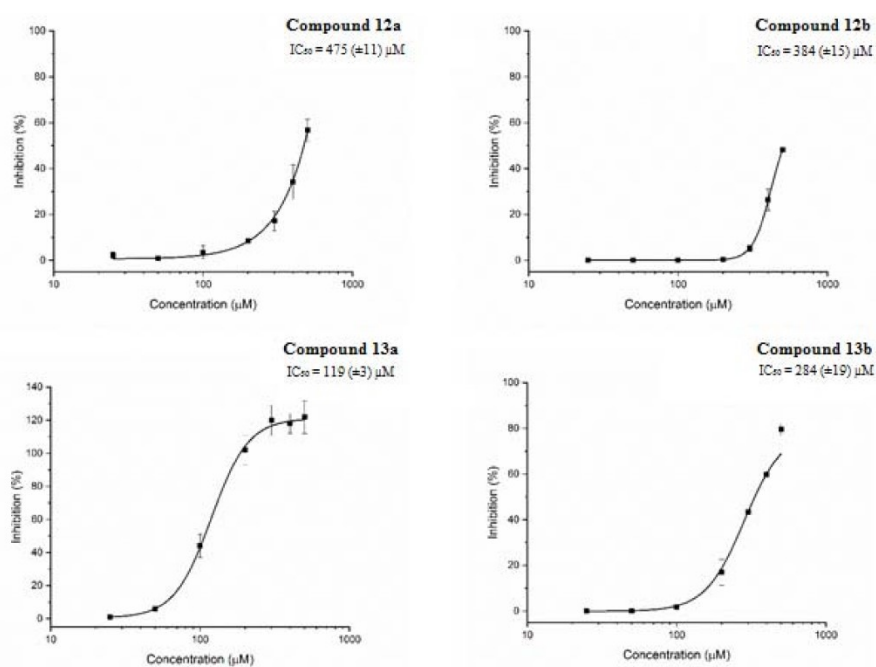 Compound 12a
IC₅₀ = 475 (±11) µM
100
80
60
40
20
0
Inhibition (%)
10
100
1000
Concentration (µM)
Compound 12b
IC₅₀ = 384 (±15) µM
100
80
60
40
20
0
Inhibition (%)
10
100
1000
Concentration (µM)
Compound 13a
IC₅₀ = 119 (±3) µM
140
120
100
80
60
40
20
0
Inhibition (%)
10
100
1000
Concentration (µM)
Compound 13b
IC₅₀ = 284 (±19) µM
100
80
60
40
20
0
Inhibition (%)
10
100
1000
Concentration (µM)